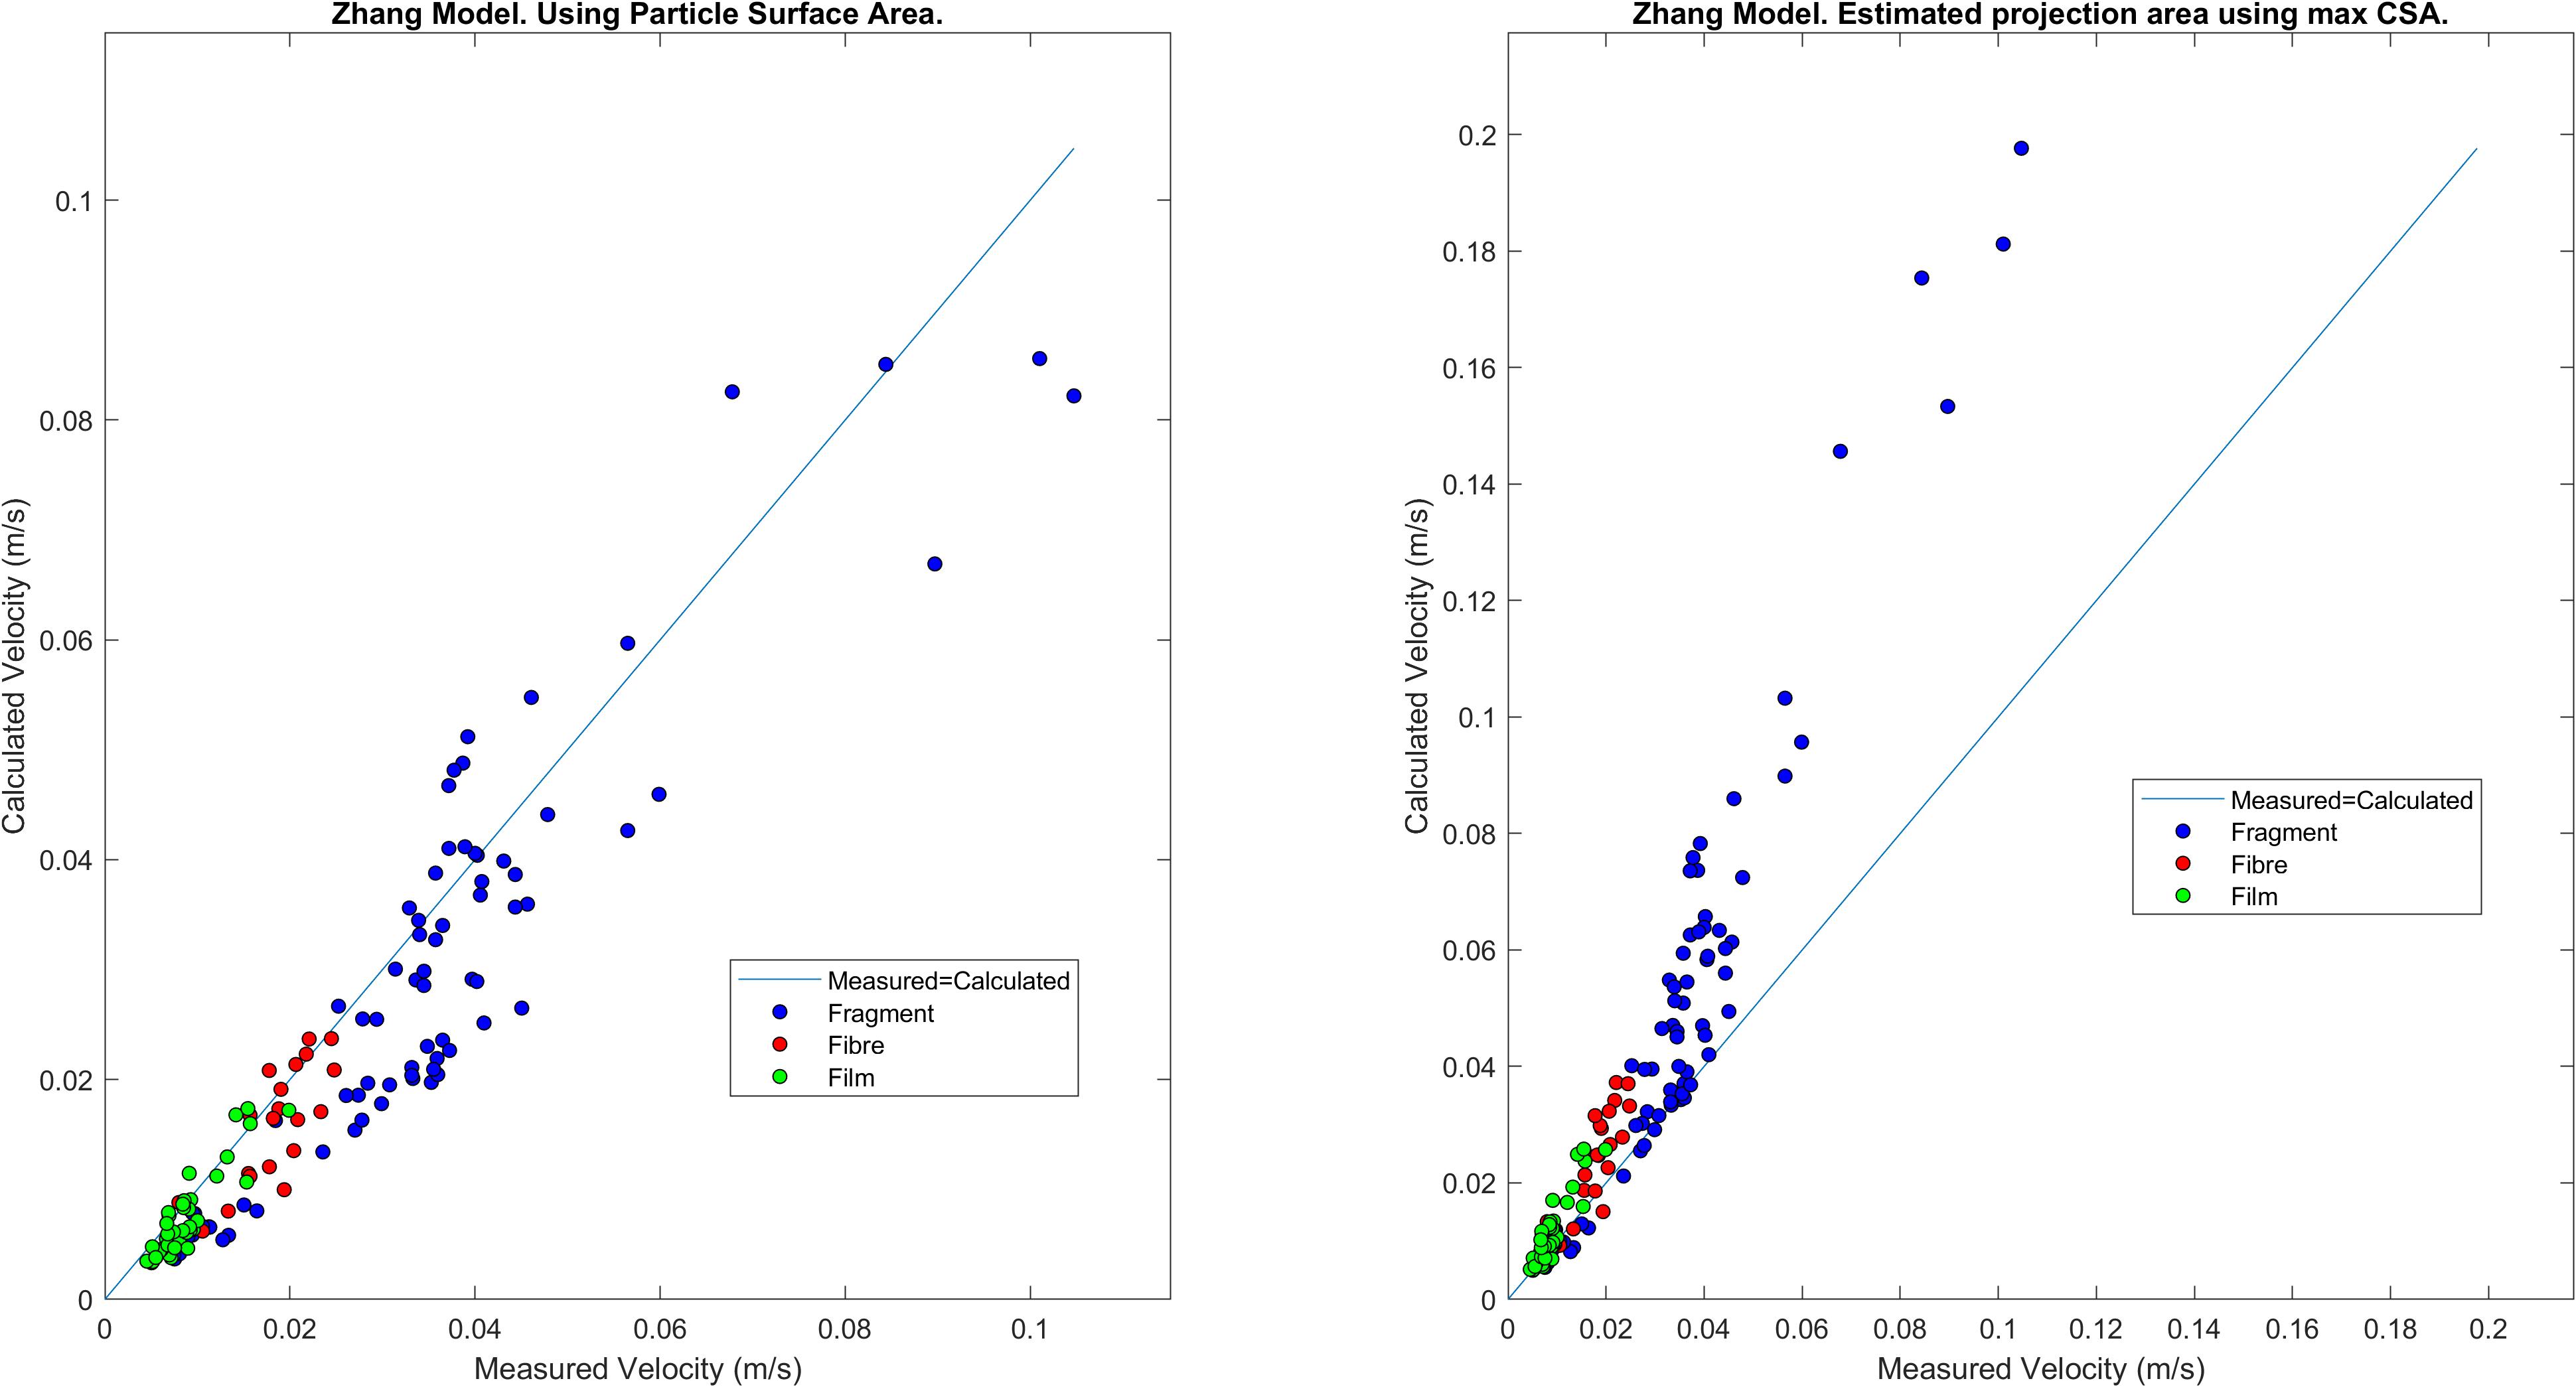 Zhang Model. Using Particle Surface Area.
0.1
0.08
0.06
0.04
0.02
0
Calculated Velocity (m/s)
Measured=Calculated
Fragment
Fibre
Film
0 0.02 0.04 0.06 0.08 0.1
Measured Velocity (m/s)
Zhang Model. Estimated projection area using max CSA.
0.2
0.18
0.16
0.14
0.12
0.1
0.08
0.06
0.04
0.02
0
Calculated Velocity (m/s)
Measured=Calculated
Fragment
Fibre
Film
0 0.02 0.04 0.06 0.08 0.1 0.12 0.14 0.16 0.18 0.2
Measured Velocity (m/s)